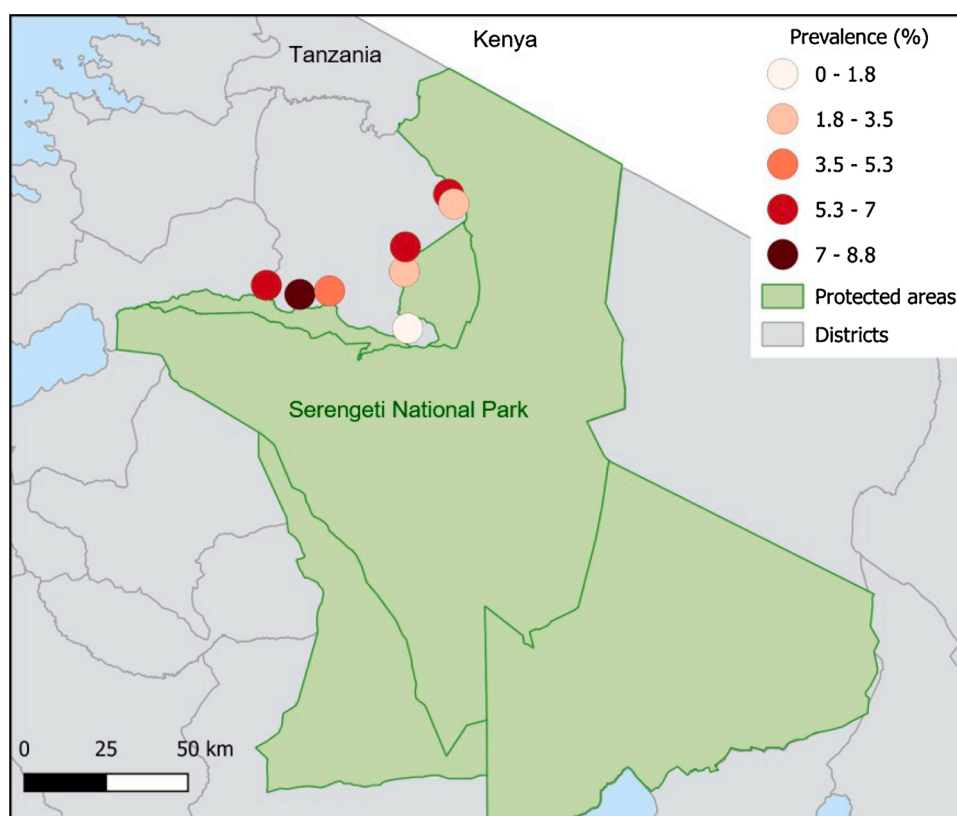 Tanzania
Kenya
Prevalence (%)
0 - 1.8
1.8 - 3.5
3.5 - 5.3
5.3 - 7
7 - 8.8
Protected areas
Districts
Serengeti National Park
0 25 50 km